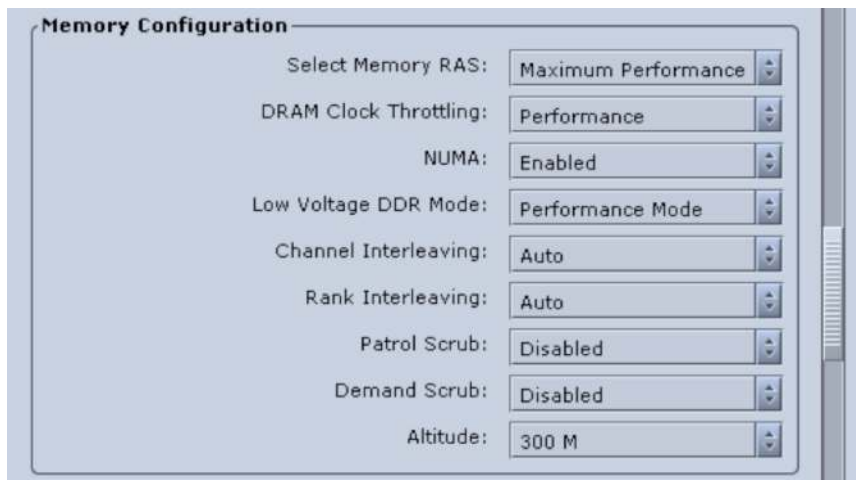 Memory Configuration
Select Memory RAS: Maximum Performance
DRAM Clock Throttling: Performance
NUMA: Enabled
Low Voltage DDR Mode: Performance Mode
Channel Interleaving: Auto
Rank Interleaving: Auto
Patrol Scrub: Disabled
Demand Scrub: Disabled
Altitude: 300 M